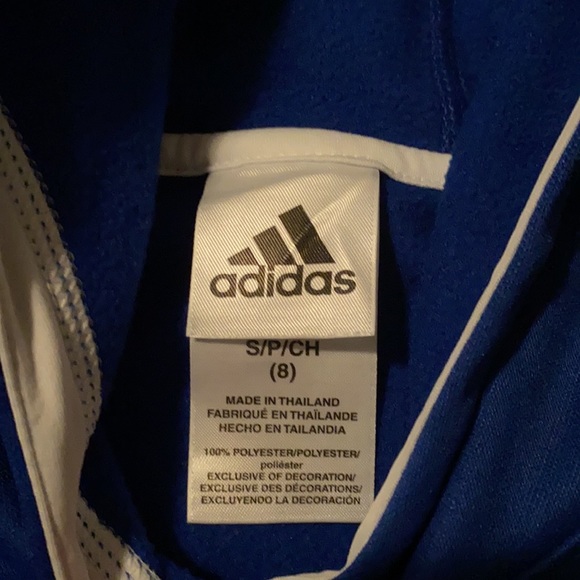 adidas
S/P/CH
(8)
MADE IN THAILAND
FABRIQUÉ EN THAÏLANDE
HECHO EN TAILANDIA
100% POLYESTER/POLYESTER/
poliéster
EXCLUSIVE OF DECORATION/
EXCLUSIVE DES DÉCORATIONS/
EXCLUYENDO LA DECORACIÓN